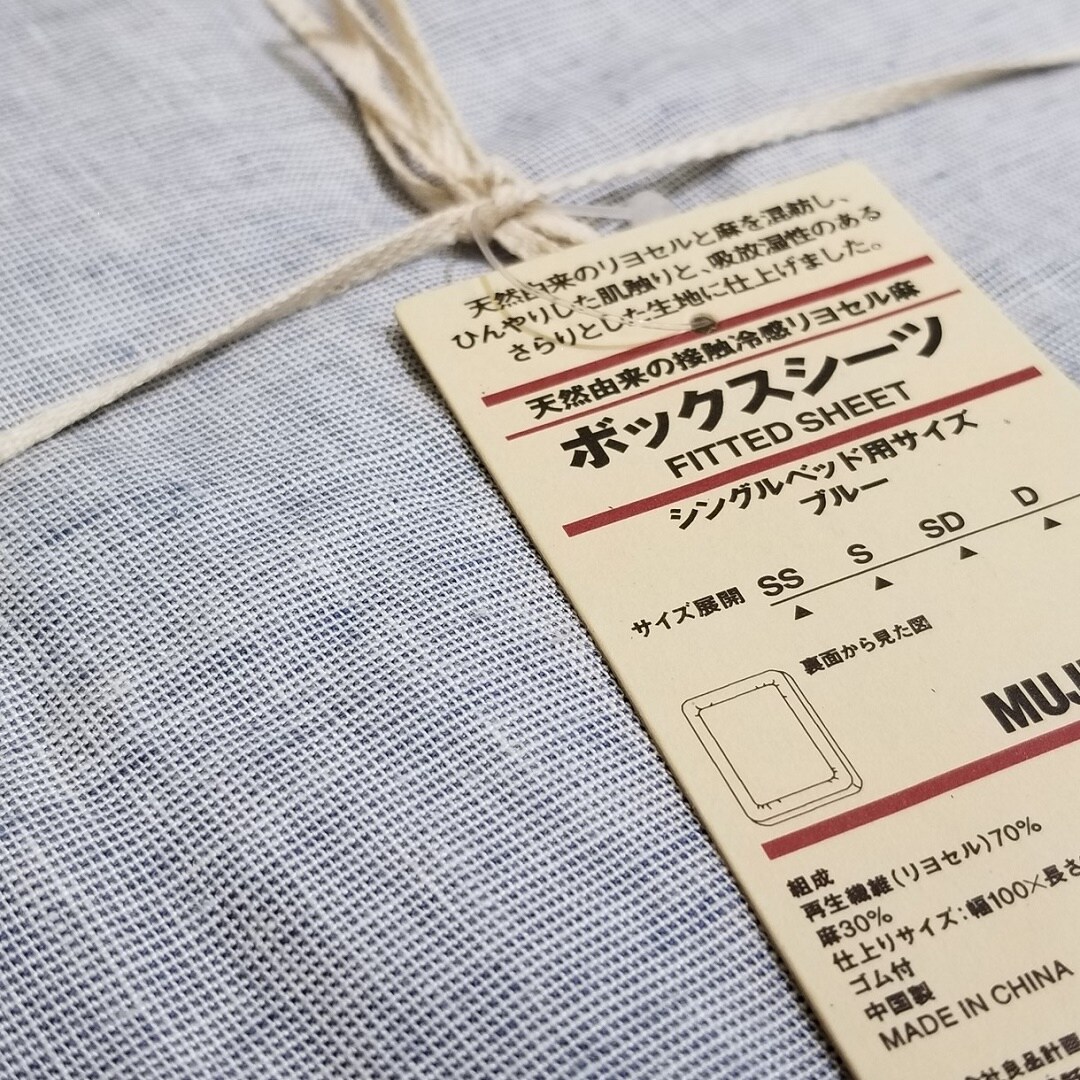 天然由来のリヨセルと麻を混紡し、
ひんやりした肌触りと、吸放湿性のある
さらりとした生地に仕上げました。
天然由来の接触冷感リヨセル麻
ボックスシーツ
FITTED SHEET
シングルベッド用サイズ
ブルー
サイズ展開 SS S SD D
裏面から見た図
MUJ
組成
再生繊維(リヨセル)70%
麻30%
仕上りサイズ:幅100×長さ
ゴム付
中国製
MADE IN CHINA
会社良品計画